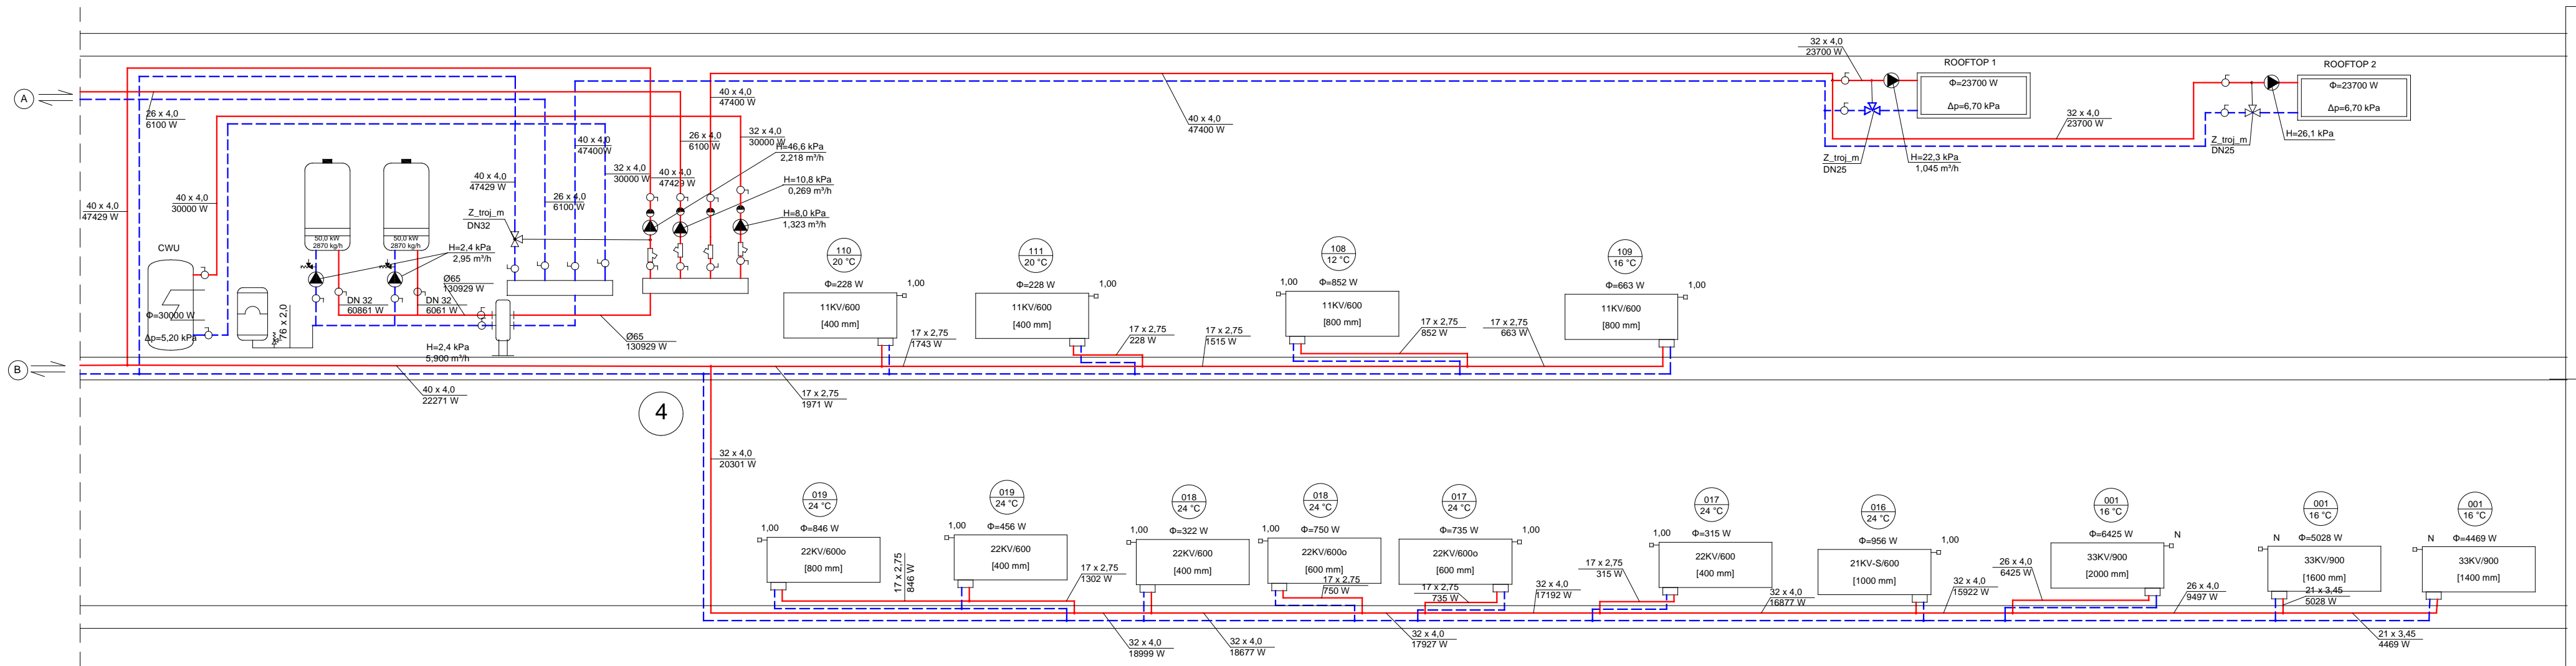 A
26 x 4,0
6100 W
40 x 4,0
47429 W
40 x 4,0
30000 W
CWU
Φ=30000 W
Δp=5,20 kPa
76 x 2,0
50,0 kW
2870 kg/h
50,0 kW
2870 kg/h
H=2,4 kPa
2,95 m³/h
DN 32
60861 W
DN 32
6061 W
Ø65
130929 W
H=2,4 kPa
5,900 m³/h
Ø65
130929 W
Z_troj_m
DN32
40 x 4,0
47429 W
26 x 4,0
6100 W
40 x 4,0
47400W
32 x 4,0
30000 W
40 x 4,0
47429 W
26 x 4,0
6100 W
40 x 4,0
47400 W
32 x 4,0
30000 W
H=46,6 kPa
2,218 m³/h
H=10,8 kPa
0,269 m³/h
H=8,0 kPa
1,323 m³/h
40 x 4,0
47400 W
32 x 4,0
23700 W
ROOFTOP 1
Φ=23700 W
Δp=6,70 kPa
Z_troj_m
DN25
H=22,3 kPa
1,045 m³/h
32 x 4,0
23700 W
ROOFTOP 2
Φ=23700 W
Δp=6,70 kPa
Z_troj_m
DN25
H=26,1 kPa
110
20 °C
Φ=228 W
1,00
11KV/600
[400 mm]
17 x 2,75
1743 W
111
20 °C
Φ=228 W
1,00
11KV/600
[400 mm]
17 x 2,75
228 W
17 x 2,75
1515 W
108
12 °C
1,00
Φ=852 W
11KV/600
[800 mm]
17 x 2,75
852 W
17 x 2,75
663 W
109
16 °C
Φ=663 W
1,00
11KV/600
[800 mm]
B
40 x 4,0
22271 W
4
17 x 2,75
1971 W
32 x 4,0
20301 W
019
24 °C
1,00
Φ=846 W
22KV/600o
[800 mm]
17 x 2,75
846 W
019
24 °C
1,00
Φ=456 W
22KV/600
[400 mm]
17 x 2,75
1302 W
018
24 °C
1,00
Φ=322 W
22KV/600
[400 mm]
018
24 °C
1,00
Φ=750 W
22KV/600o
[600 mm]
17 x 2,75
750 W
017
24 °C
Φ=735 W
1,00
22KV/600o
[600 mm]
17 x 2,75
735 W
32 x 4,0
17192 W
017
24 °C
1,00
Φ=315 W
22KV/600
[400 mm]
17 x 2,75
315 W
32 x 4,0
16877 W
016
24 °C
Φ=956 W
1,00
21KV-S/600
[1000 mm]
32 x 4,0
15922 W
001
16 °C
Φ=6425 W
N
33KV/900
[2000 mm]
26 x 4,0
6425 W
26 x 4,0
9497 W
001
16 °C
N
Φ=5028 W
33KV/900
[1600 mm]
21 x 3,45
5028 W
001
16 °C
N
Φ=4469 W
33KV/900
[1400 mm]
32 x 4,0
18999 W
32 x 4,0
18677 W
32 x 4,0
17927 W
21 x 3,45
4469 W